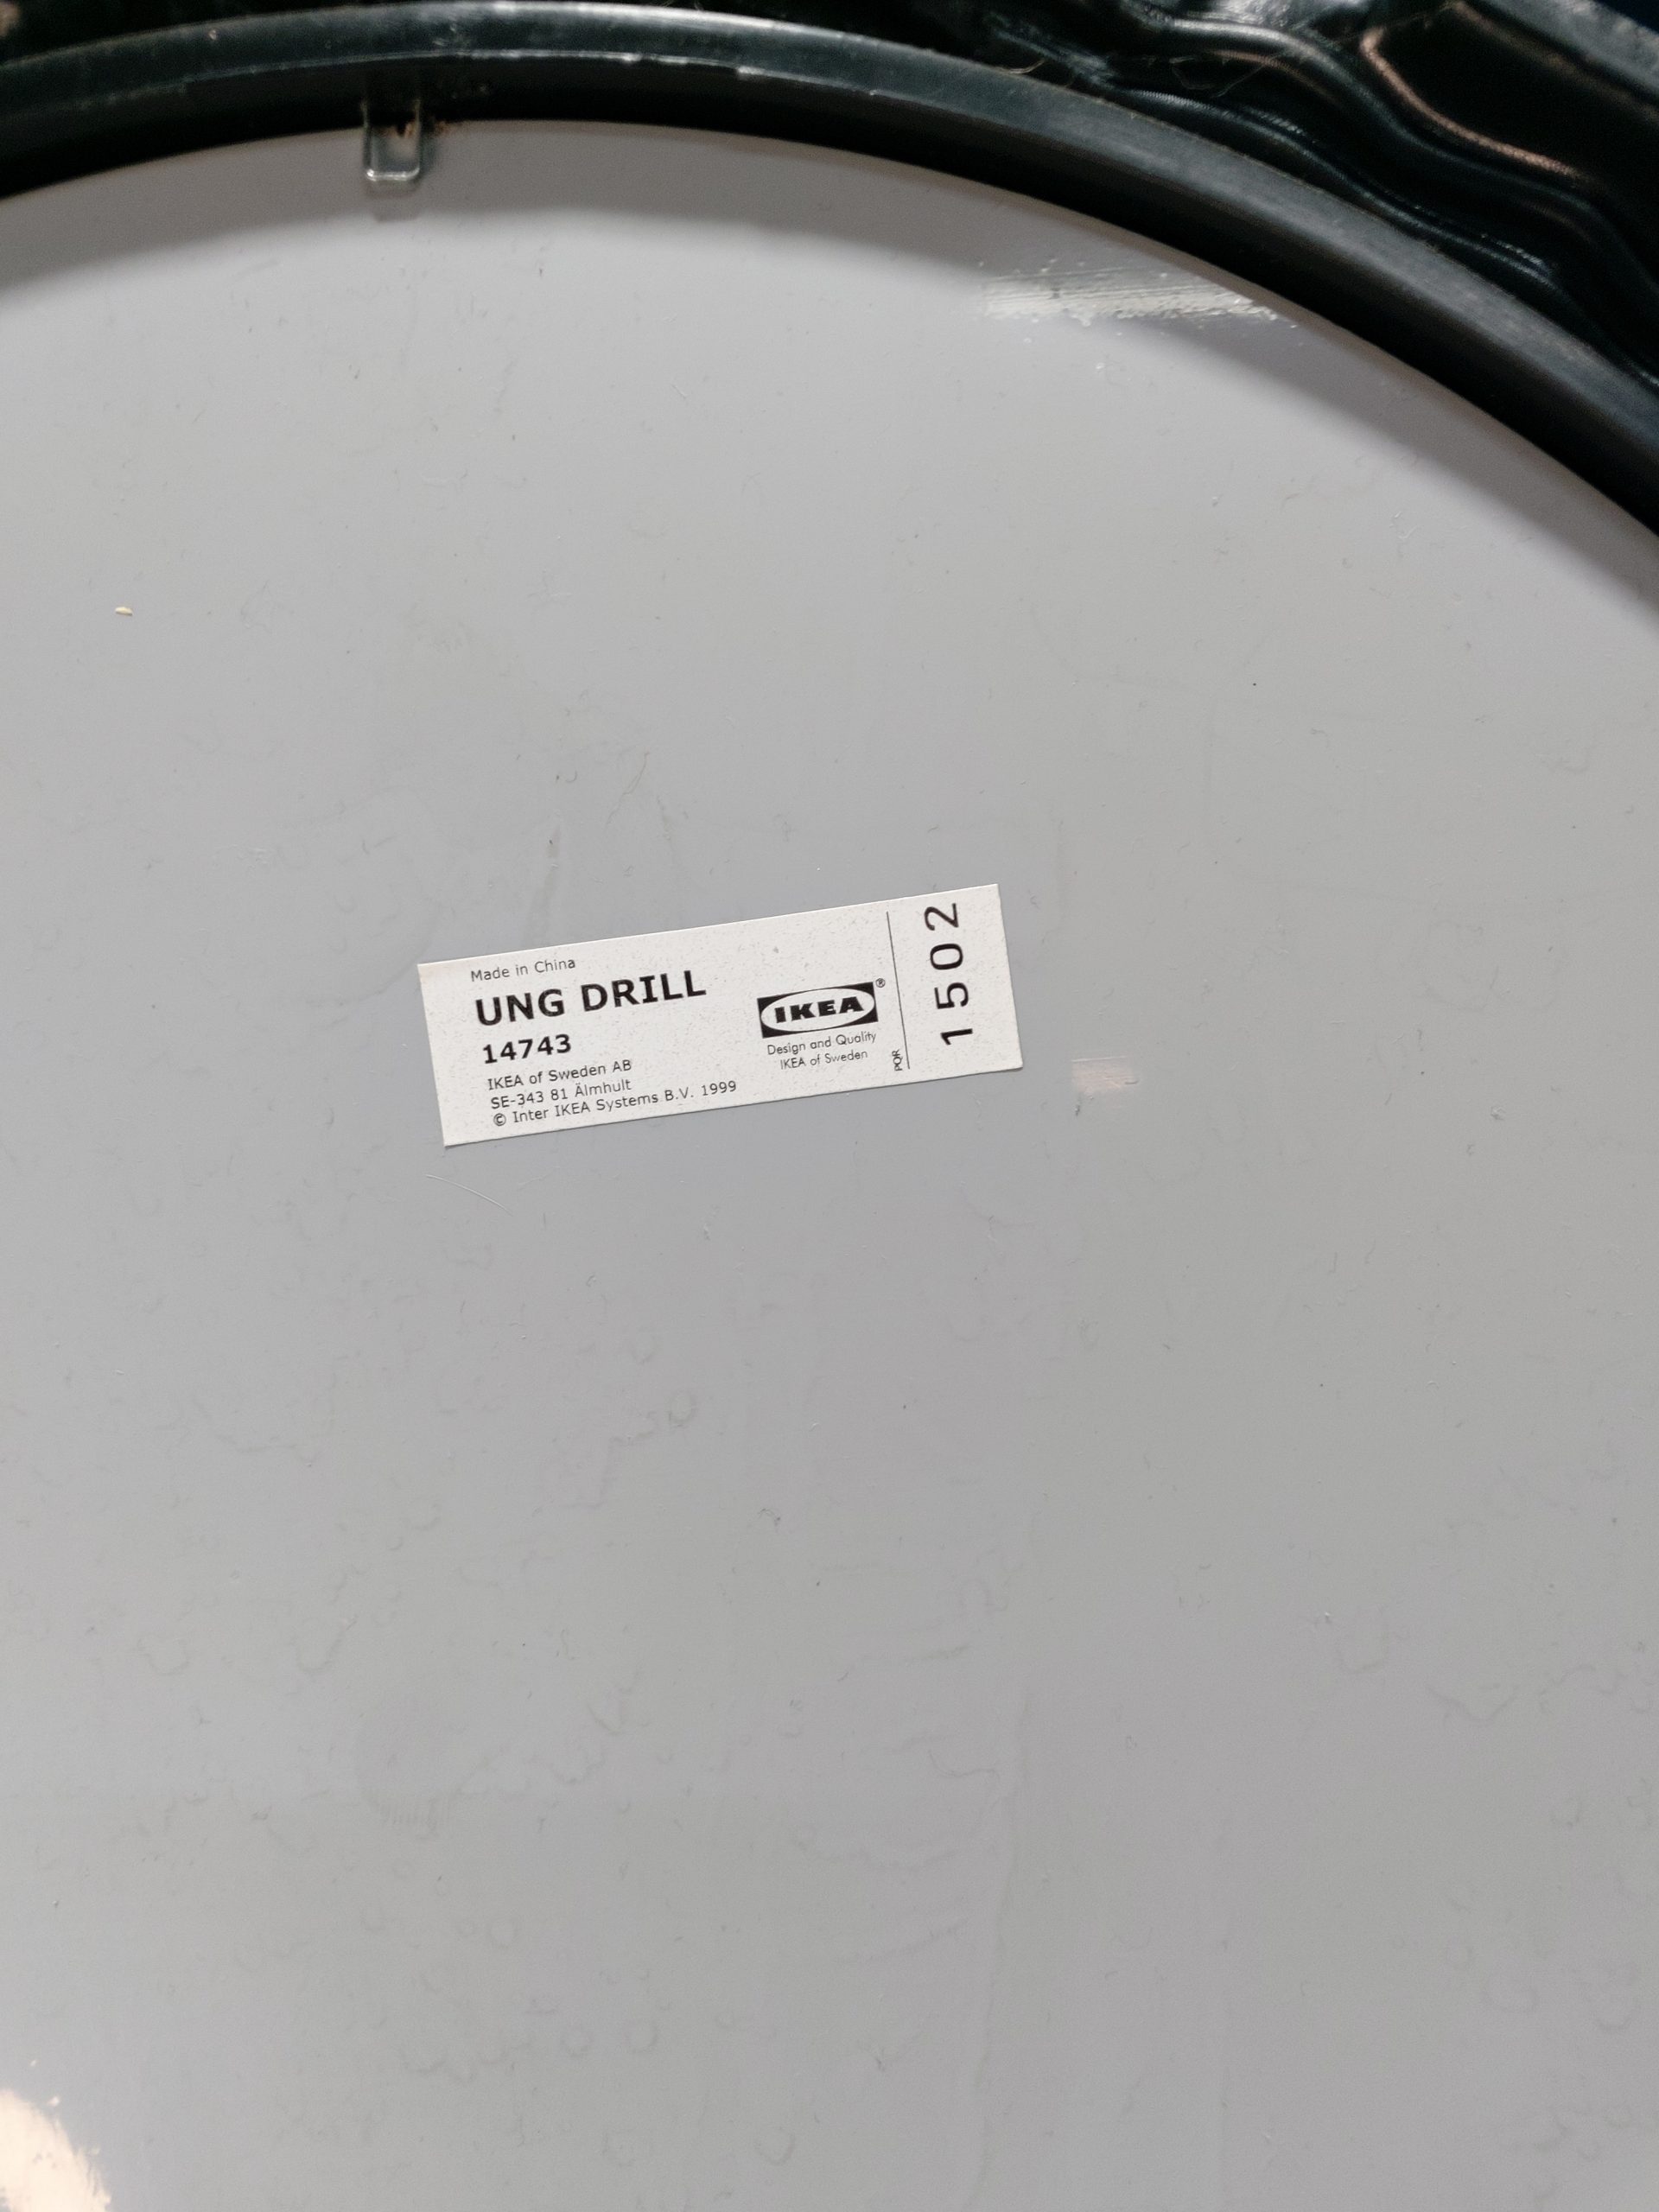 Made in China
UNG DRILL
14743
IKEA of Sweden AB
SE-343 81 Älmhult
© Inter IKEA Systems B.V. 1999
IKEA®
Design and Quality
IKEA of Sweden
1502